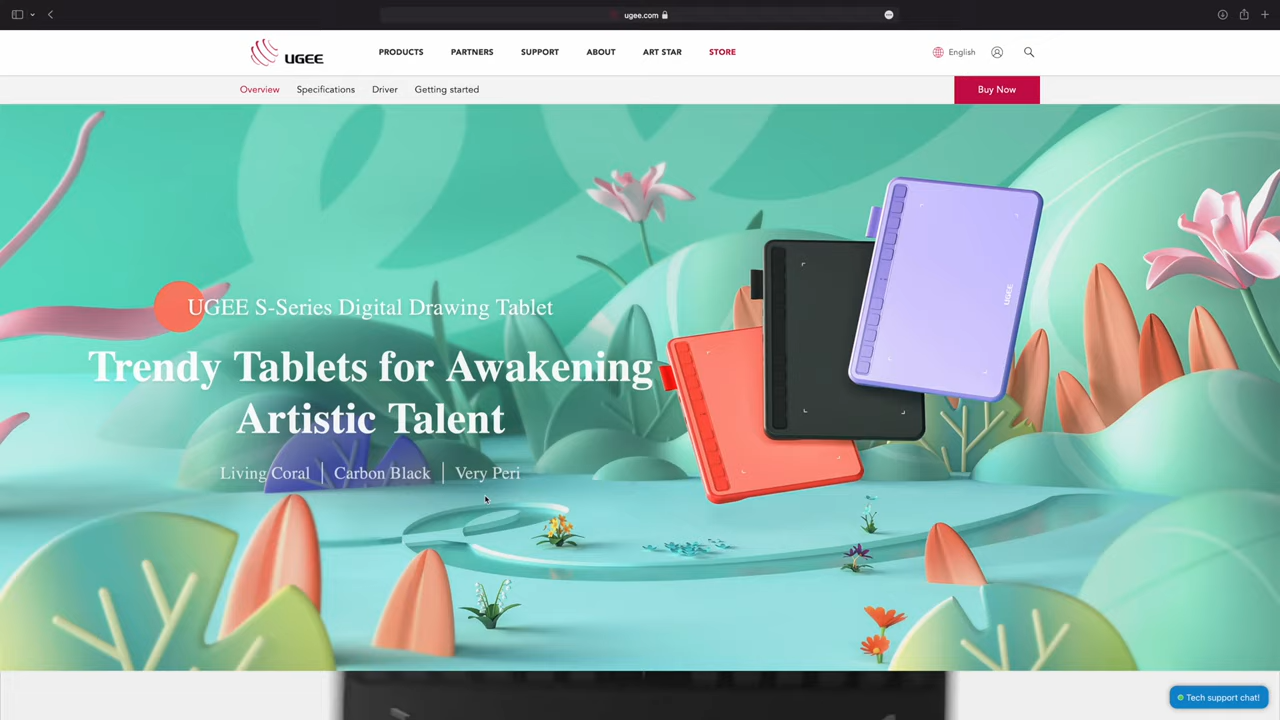 ugee.com
UGEE
PRODUCTS
PARTNERS
SUPPORT
ABOUT
ART STAR
STORE
English
Overview
Specifications
Driver
Getting started
Buy Now
UGEE S-Series Digital Drawing Tablet
Trendy Tablets for Awakening
Artistic Talent
Living Coral | Carbon Black | Very Peri
UGEE
Tech support chat!